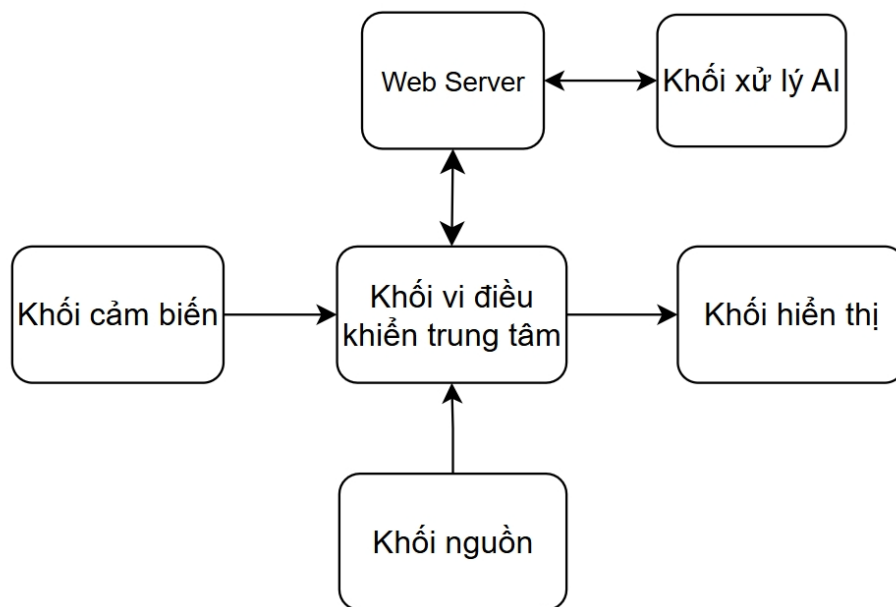 Web Server
Khối xử lý AI
Khối cảm biến
Khối vi điều
khiển trung tâm
Khối hiển thị
Khối nguồn